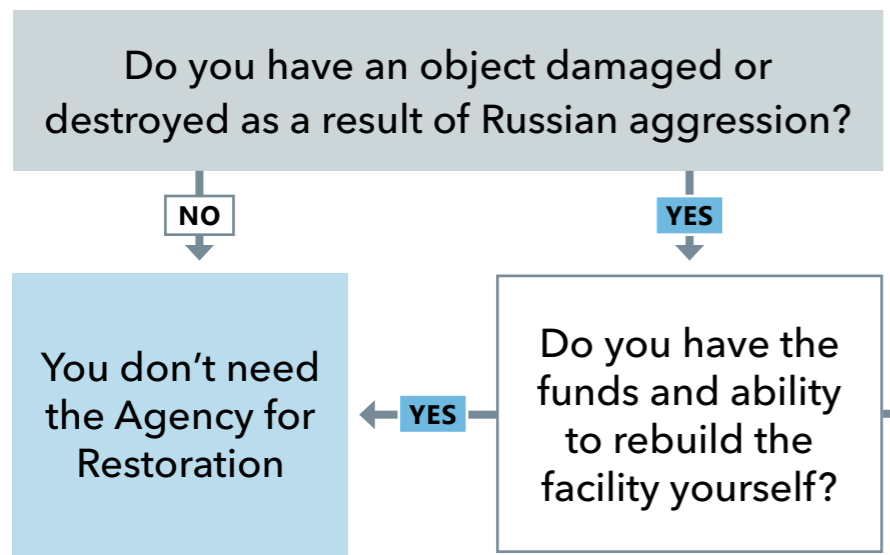 Do you have an object damaged or
destroyed as a result of Russian aggression?
NO
YES
You don’t need
the Agency for
Restoration
YES
Do you have the
funds and ability
to rebuild the
facility yourself?